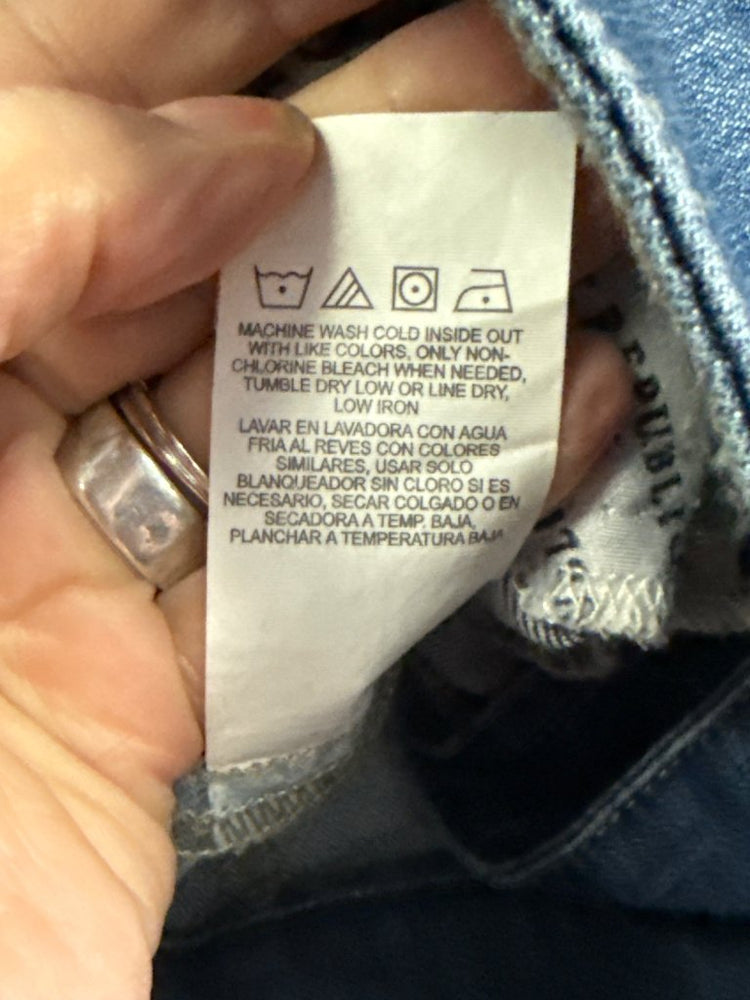 MACHINE WASH COLD INSIDE OUT
WITH LIKE COLORS, ONLY NON-
CHLORINE BLEACH WHEN NEEDED,
TUMBLE DRY LOW OR LINE DRY,
LOW IRON
LAVAR EN LAVADORA CON AGUA
FRIA AL REVES CON COLORES
SIMILARES, USAR SOLO
BLANQUEADOR SIN CLORO SI ES
NECESARIO, SECAR COLGADO O EN
SECADORA A TEMP. BAJA,
PLANCHAR A TEMPERATURA BAJA